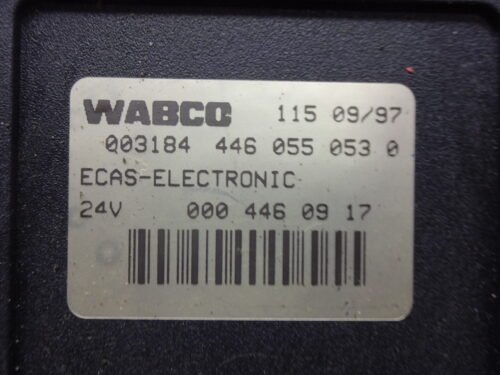 WABCO 115 09/97
003184 446 055 053 0
ECAS-ELECTRONIC
24V 000 446 09 17